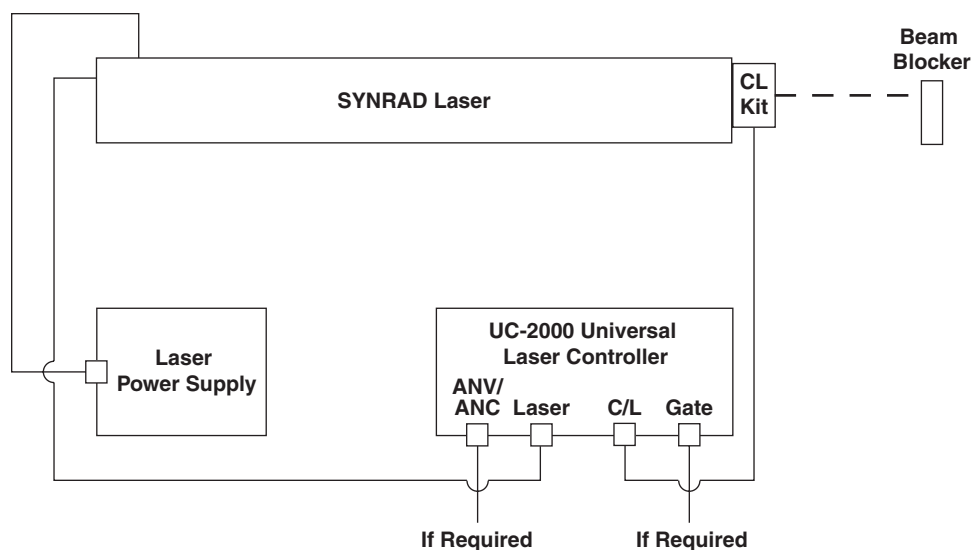 Beam
Blocker
SYNRAD Laser
CL
Kit
Laser
Power Supply
UC-2000 Universal
Laser Controller
ANV/
ANC Laser C/L Gate
If Required If Required